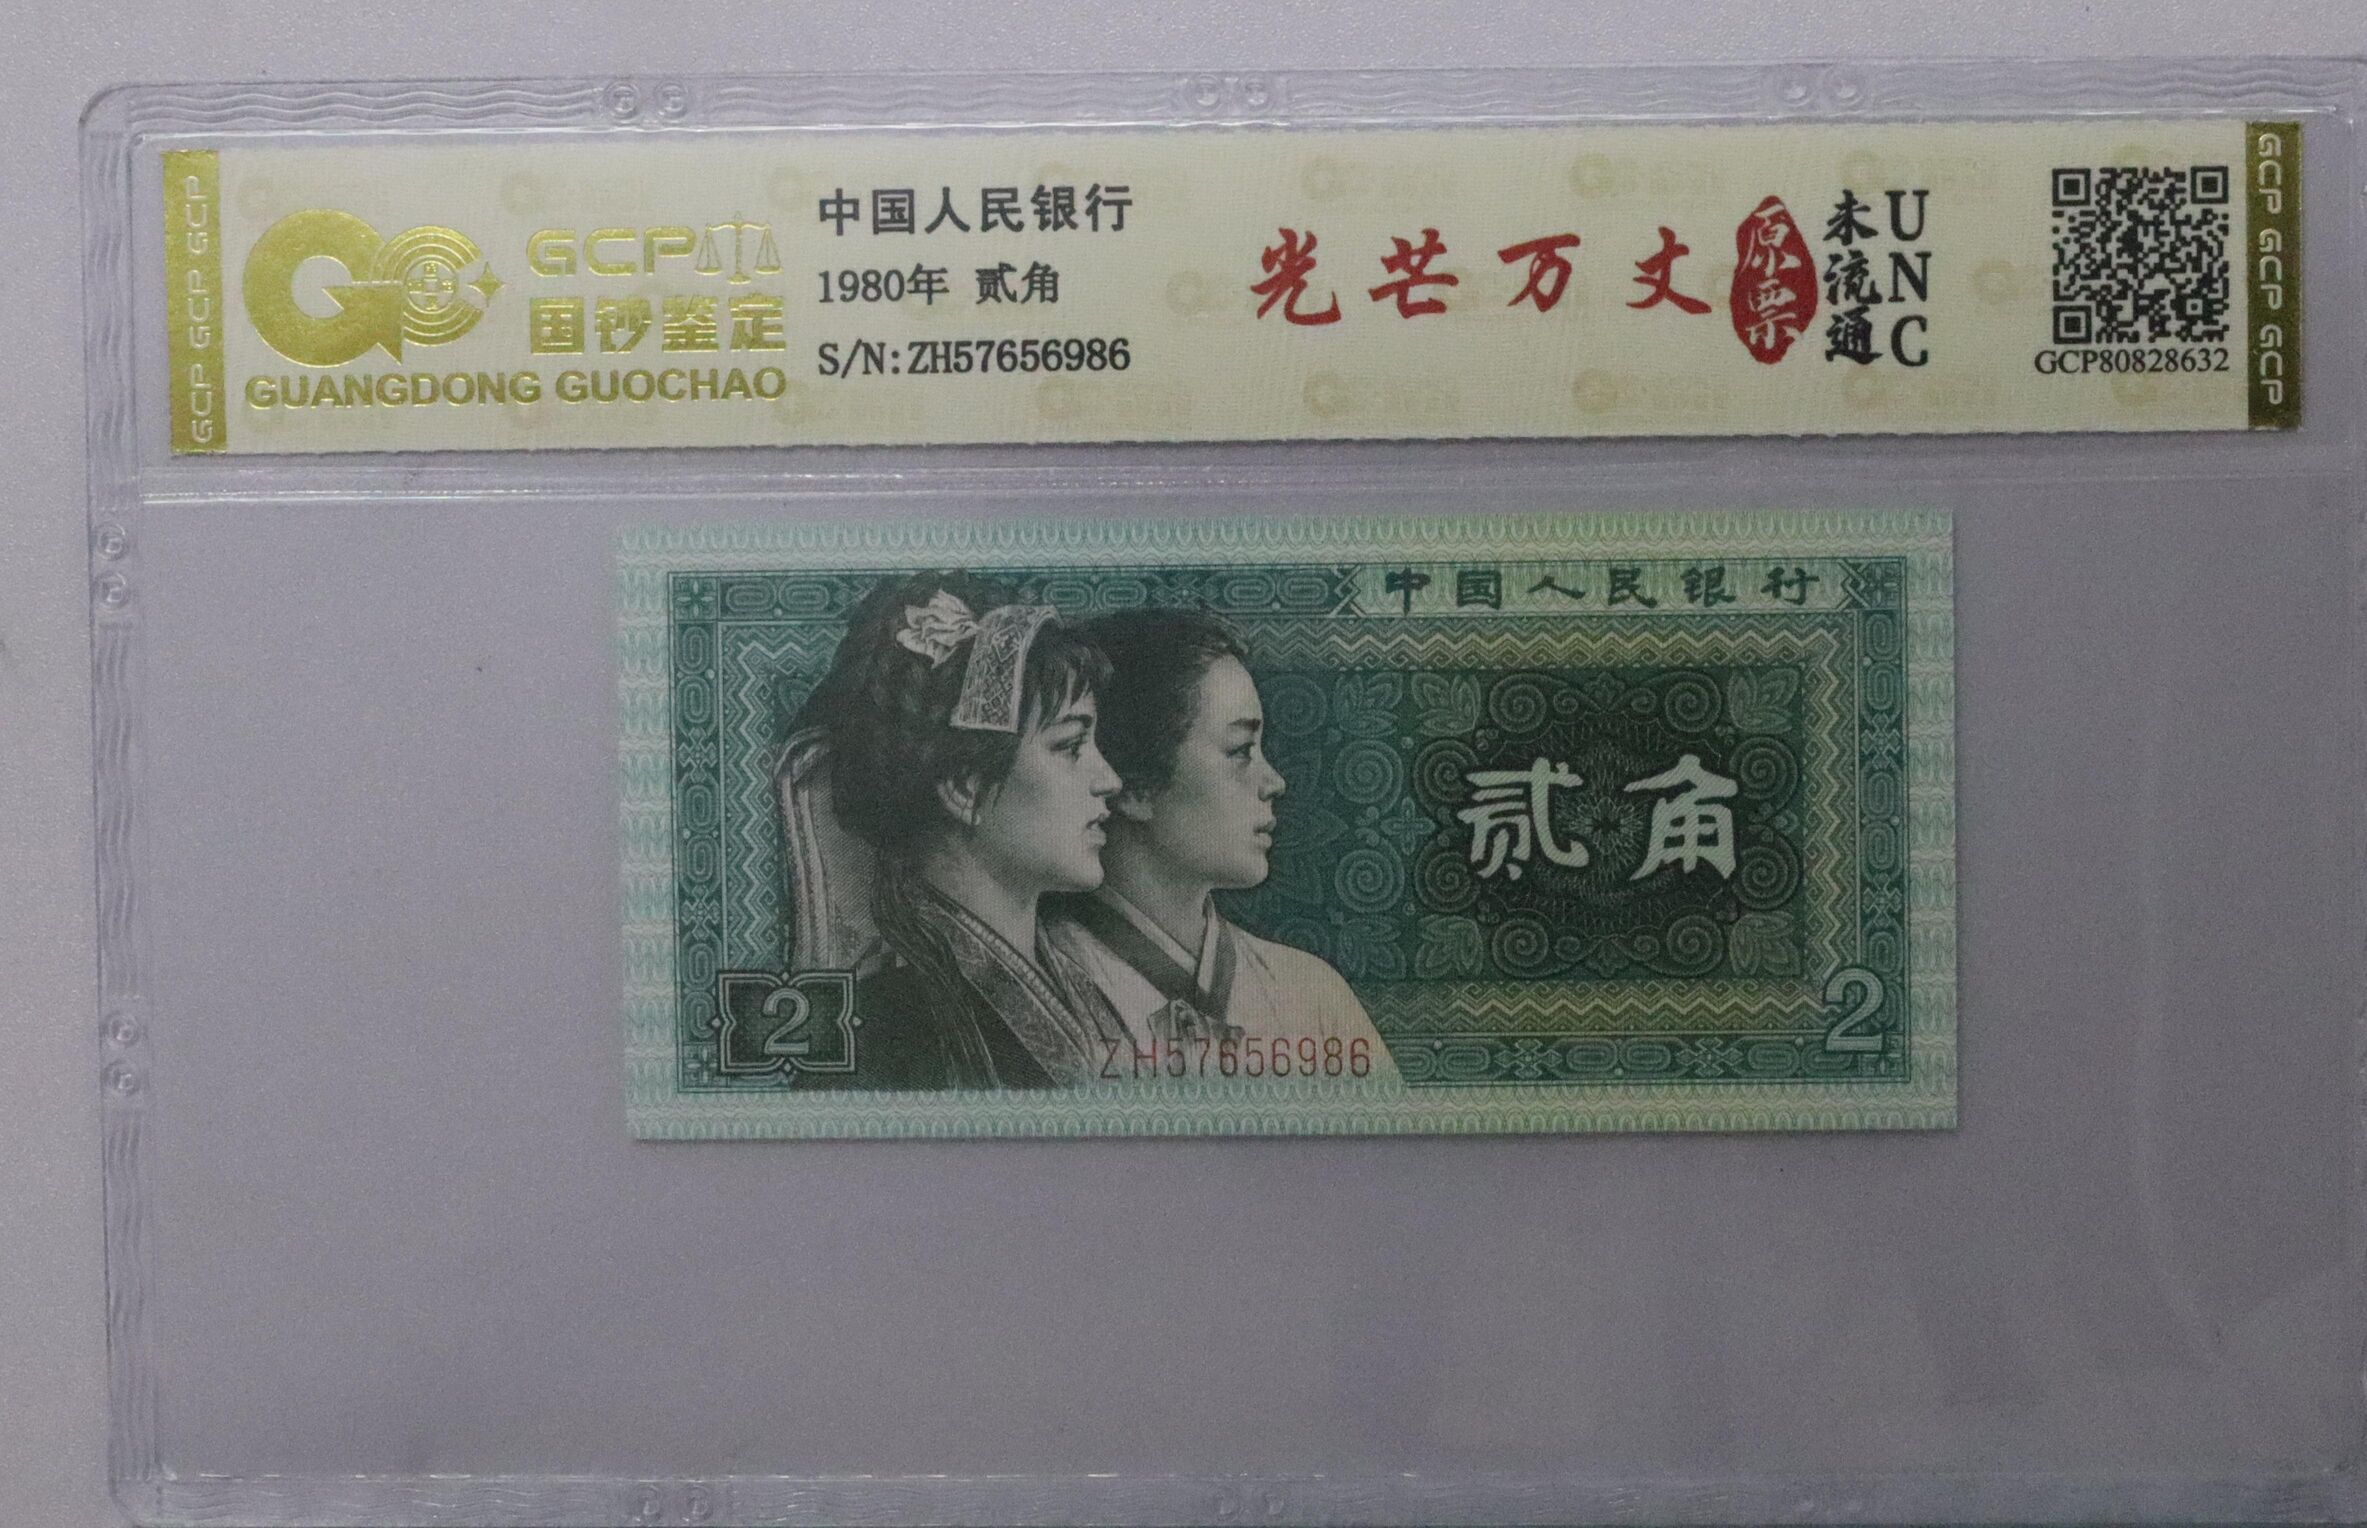 GCP GCP GCP
GCP
国钞鉴定
GUANGDONG GUOCHAO
中国人民银行
1980年 贰角
S/N:ZH57656986
光芒万丈
原票
未流通
UNC
GCP80828632
GCP GCP GCP
中国人民银行
贰角
2
2
ZH57656986